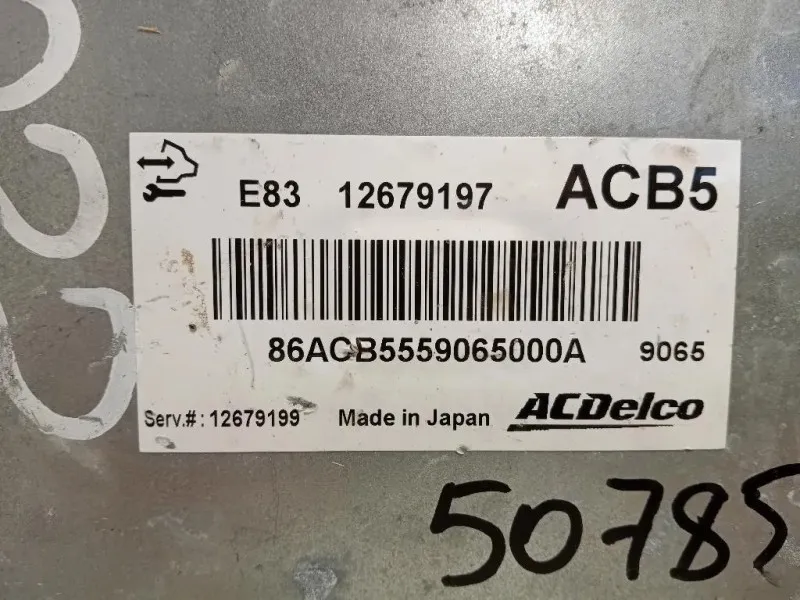 E83 12679197 ACB5
86ACB5559065000A 9065
Serv.#: 12679199 Made in Japan ACDelco
50785